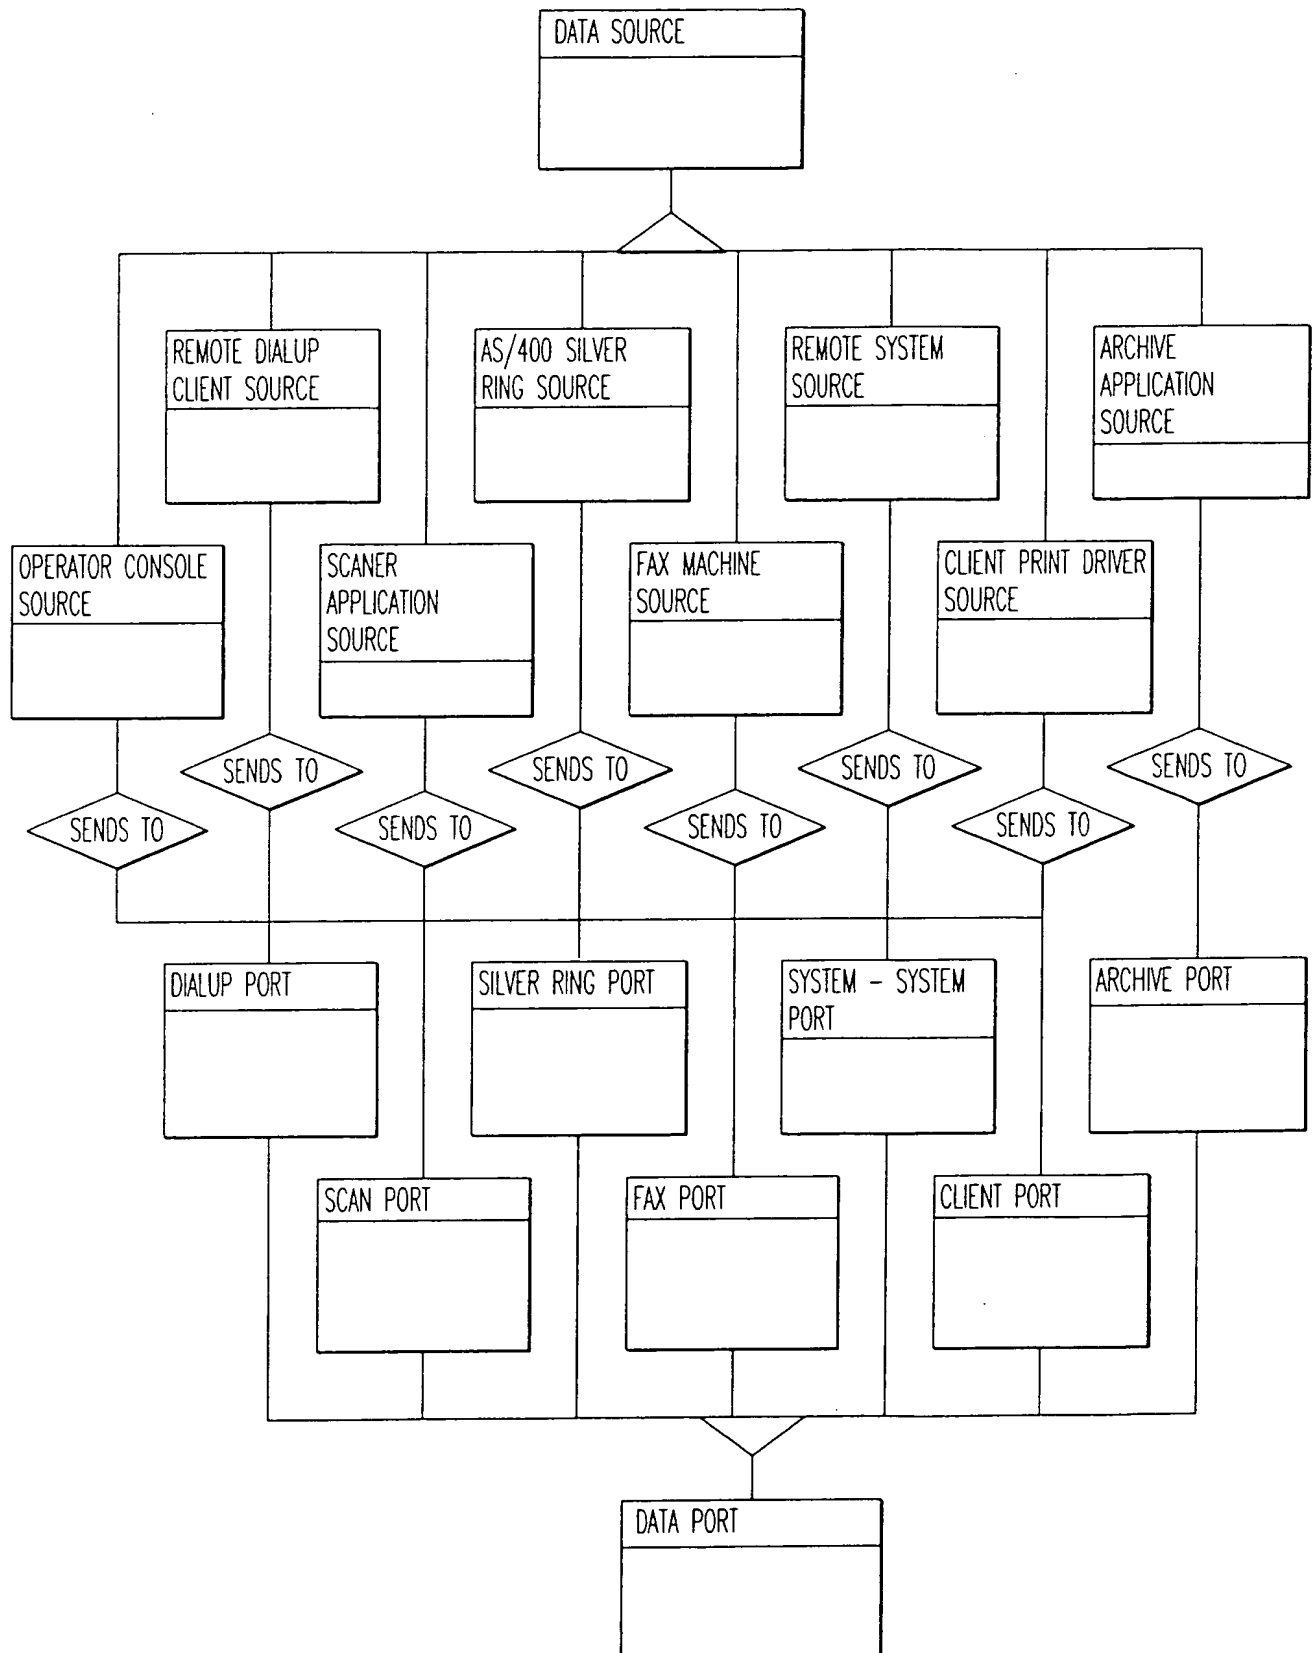 DATA SOURCE
REMOTE DIALUP
CLIENT SOURCE
AS/400 SILVER
RING SOURCE
REMOTE SYSTEM
SOURCE
ARCHIVE
APPLICATION
SOURCE
OPERATOR CONSOLE
SOURCE
SCANER
APPLICATION
SOURCE
FAX MACHINE
SOURCE
CLIENT PRINT DRIVER
SOURCE
SENDS TO
SENDS TO
SENDS TO
SENDS TO
SENDS TO
SENDS TO
SENDS TO
SENDS TO
DIALUP PORT
SILVER RING PORT
SYSTEM – SYSTEM
PORT
ARCHIVE PORT
SCAN PORT
FAX PORT
CLIENT PORT
DATA PORT